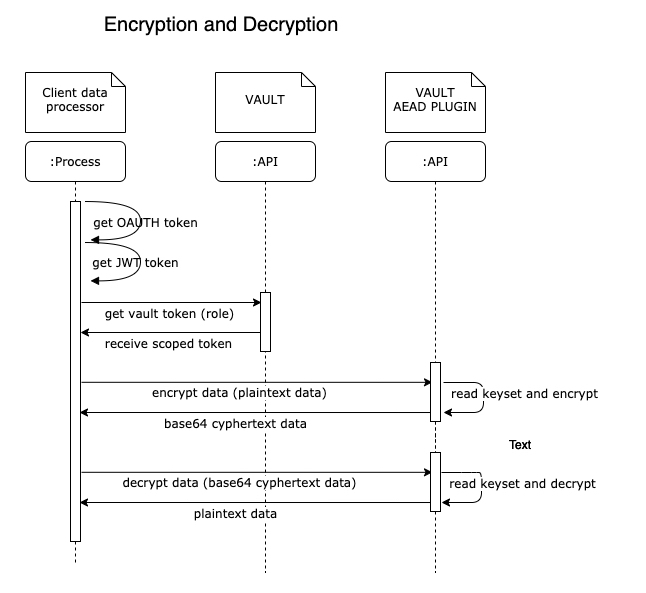 Encryption and Decryption
Client data
processor
VAULT
VAULT
AEAD PLUGIN
:Process
:API
:API
get OAUTH token
get JWT token
get vault token (role)
receive scoped token
encrypt data (plaintext data)
read keyset and encrypt
base64 cyphertext data
Text
decrypt data (base64 cyphertext data)
read keyset and decrypt
plaintext data